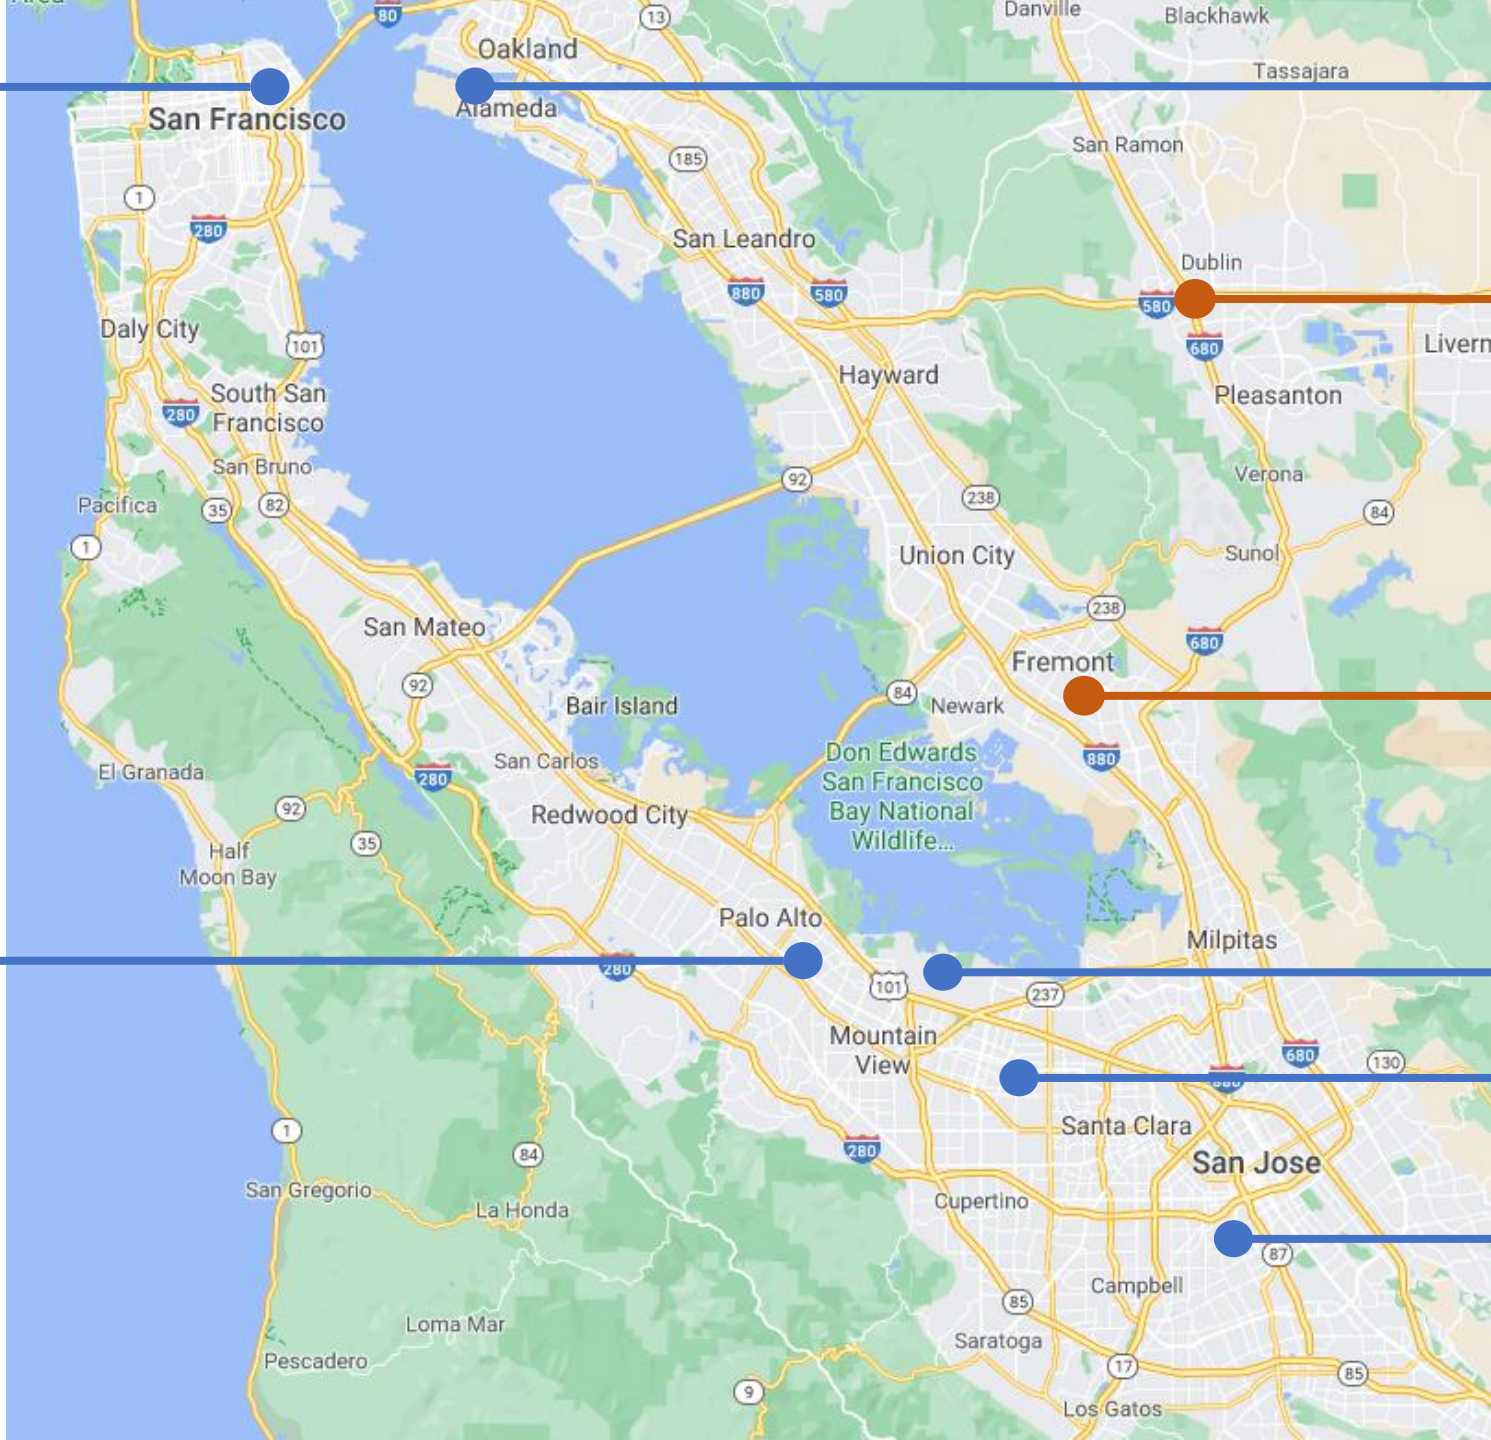 80
13
Danville
Blackhawk
Oakland
Tassajara
Alameda
San Francisco
San Ramon
185
1
280
San Leandro
Dublin
880
580
580
Daly City
101
680
Liverm
Hayward
South San
Francisco
280
Pleasanton
San Bruno
92
Verona
Pacifica
35
82
238
84
1
Union City
Sunol
238
San Mateo
680
Fremont
92
84
Newark
Bair Island
Don Edwards
San Francisco
Bay National
Wildlife...
880
San Carlos
El Granada
280
92
Redwood City
35
Half
Moon Bay
Palo Alto
Milpitas
280
101
237
Mountain
View
680
130
880
1
Santa Clara
84
280
San Jose
San Gregorio
La Honda
Cupertino
87
Campbell
85
Loma Mar
Saratoga
Pescadero
17
85
9
Los Gatos